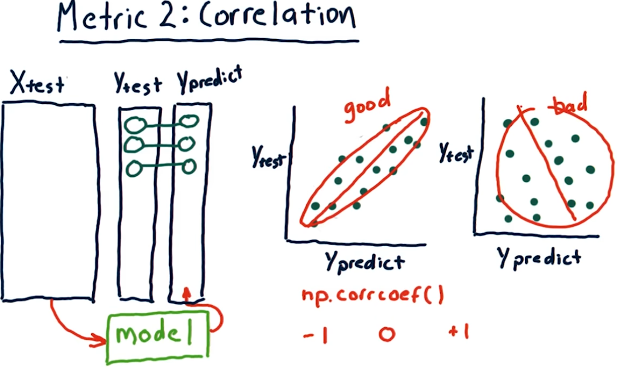 Metric 2: Correlation
Xtest
Ytest
Ypredict
model
good
Ytest
Ypredict
bad
Ytest
Ypredict
np.corrcoef()
-1 0 +1